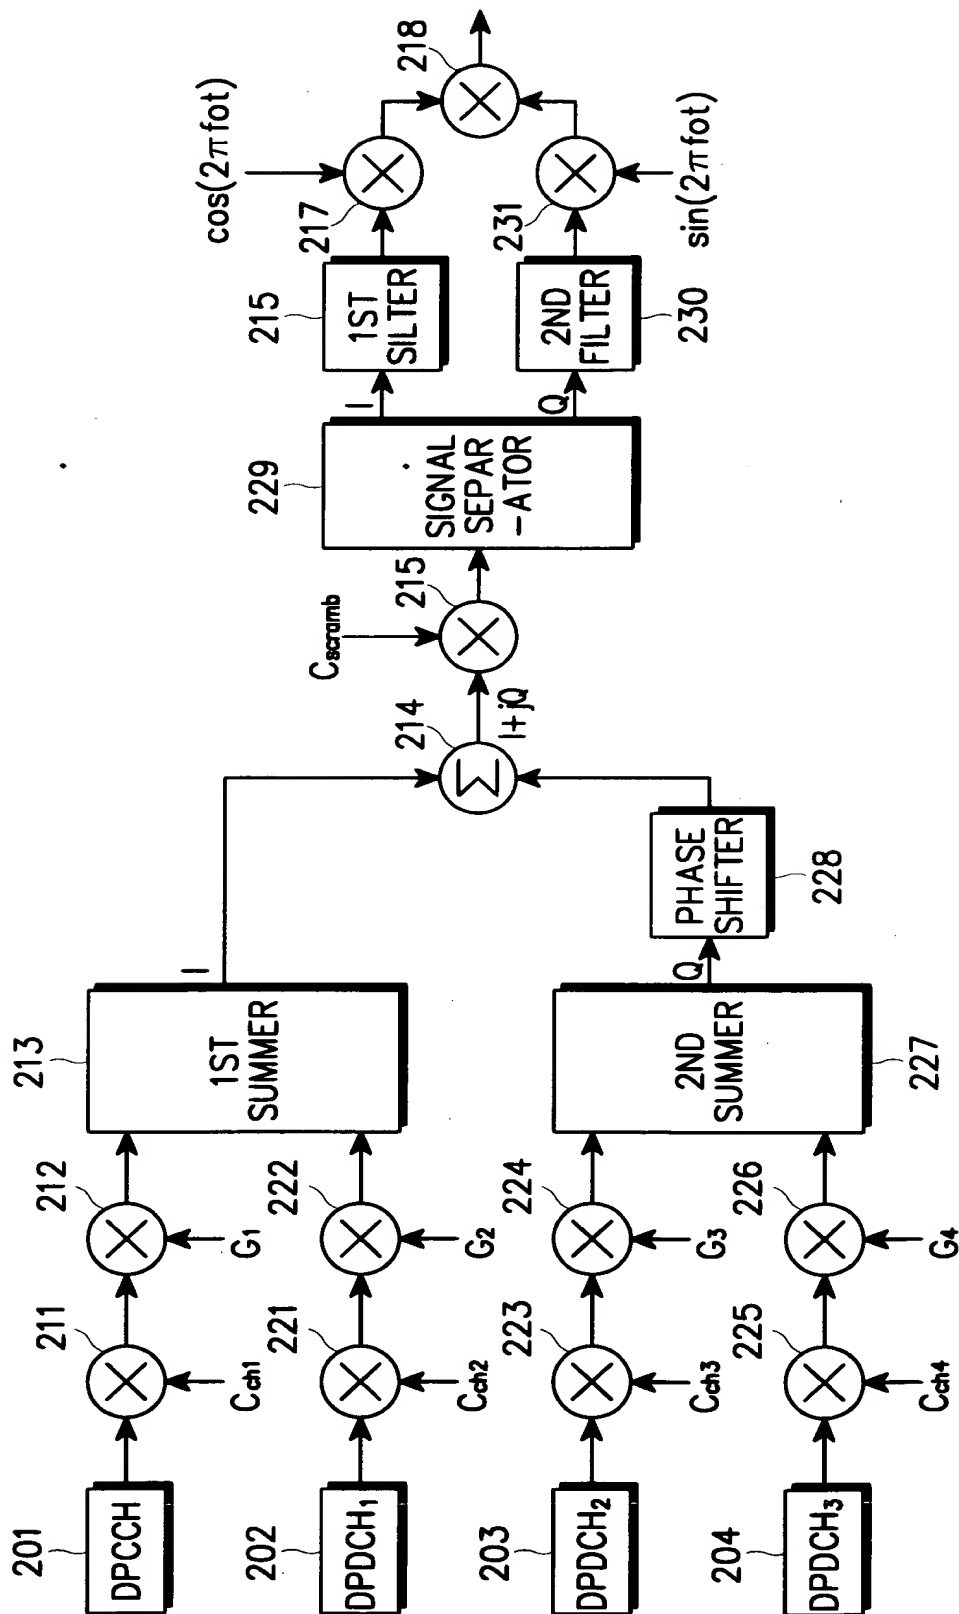 201
DPCCH
211
Cch1
212
G1
213
1ST
SUMMER
I
202
DPDCH1
221
Cch2
222
G2
203
DPDCH2
223
Cch3
224
G3
204
DPDCH3
225
Cch4
226
G4
2ND
SUMMER
227
Q
PHASE
SHIFTER
228
214
I+jQ
Cscramb
215
229
SIGNAL
SEPAR
-ATOR
I
Q
215
1ST
SILTER
217
cos(2πfot)
2ND
FILTER
230
231
sin(2πfot)
218